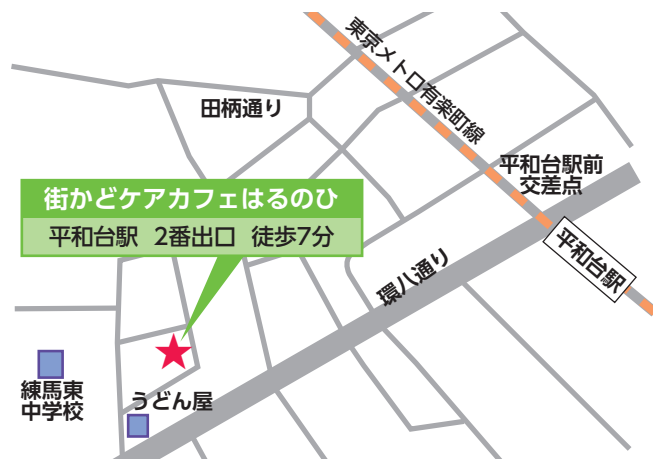 東京メトロ有楽町線
田柄通り
平和台駅前
交差点
街かどケアカフェはるのひ
平和台駅 2番出口 徒歩7分
平和台駅
環八通り
練馬東
中学校
うどん屋